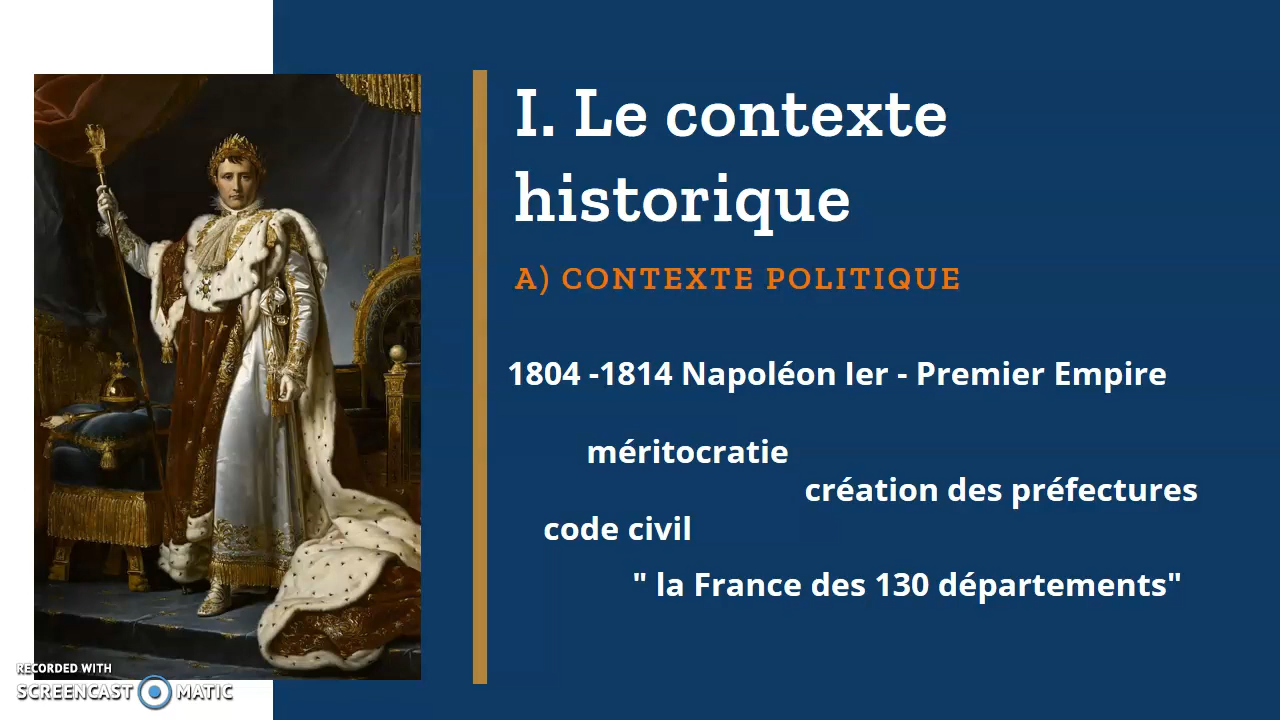 I. Le contexte
historique
A) CONTEXTE POLITIQUE
1804 -1814 Napoléon Ier - Premier Empire
méritocratie
création des préfectures
code civil
" la France des 130 départements"
RECORDED WITH
SCREENCAST MATIC